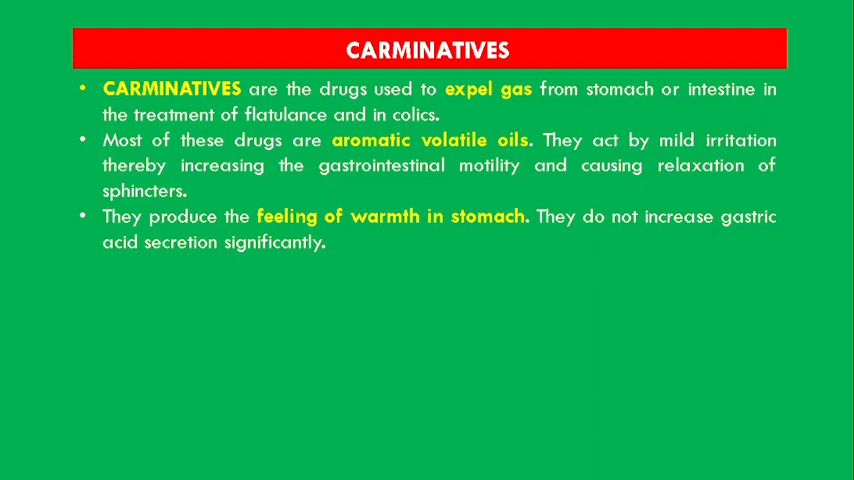 CARMINATIVES
• CARMINATIVES are the drugs used to expel gas from stomach or intestine in
the treatment of flatulance and in colics.
• Most of these drugs are aromatic volatile oils. They act by mild irritation
thereby increasing the gastrointestinal motility and causing relaxation of
sphincters.
• They produce the feeling of warmth in stomach. They do not increase gastric
acid secretion significantly.